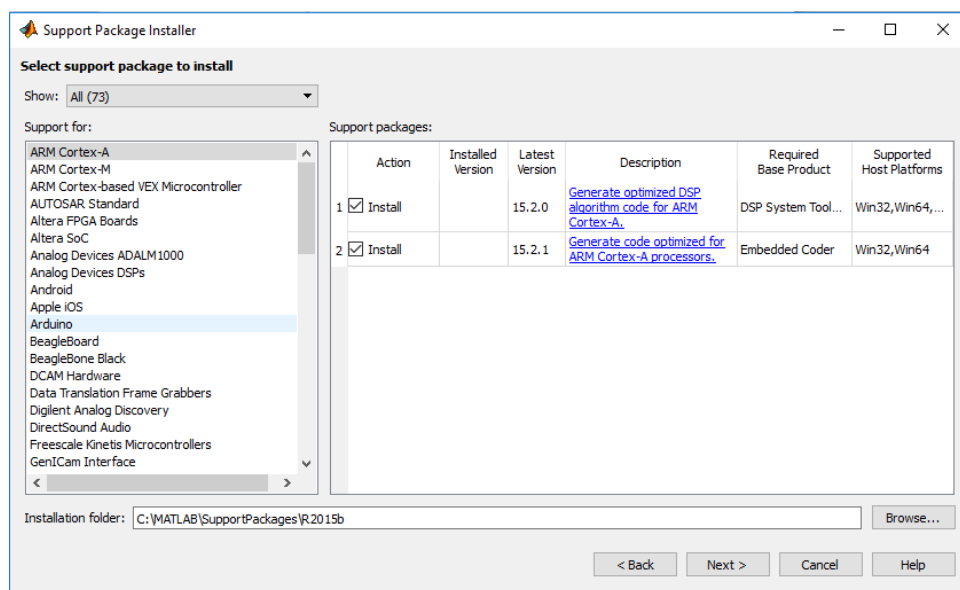 Support Package Installer
Select support package to install
Show: All (73)
Support for:
ARM Cortex-A
ARM Cortex-M
ARM Cortex-based VEX Microcontroller
AUTOSAR Standard
Altera FPGA Boards
Altera SoC
Analog Devices ADALM1000
Analog Devices DSPs
Android
Apple iOS
Arduino
BeagleBoard
BeagleBone Black
DCAM Hardware
Data Translation Frame Grabbers
Digilent Analog Discovery
DirectSound Audio
Freescale Kinetis Microcontrollers
GenICam Interface
Support packages:
Action
Installed
Version
Latest
Version
Description
Required
Base Product
Supported
Host Platforms
1 Install
15.2.0
Generate optimized DSP
algorithm code for ARM
Cortex-A.
DSP System Tool...
Win32,Win64,...
2 Install
15.2.1
Generate code optimized for
ARM Cortex-A processors.
Embedded Coder
Win32,Win64
Installation folder: C:\MATLAB\SupportPackages\R2015b
Browse...
< Back
Next >
Cancel
Help